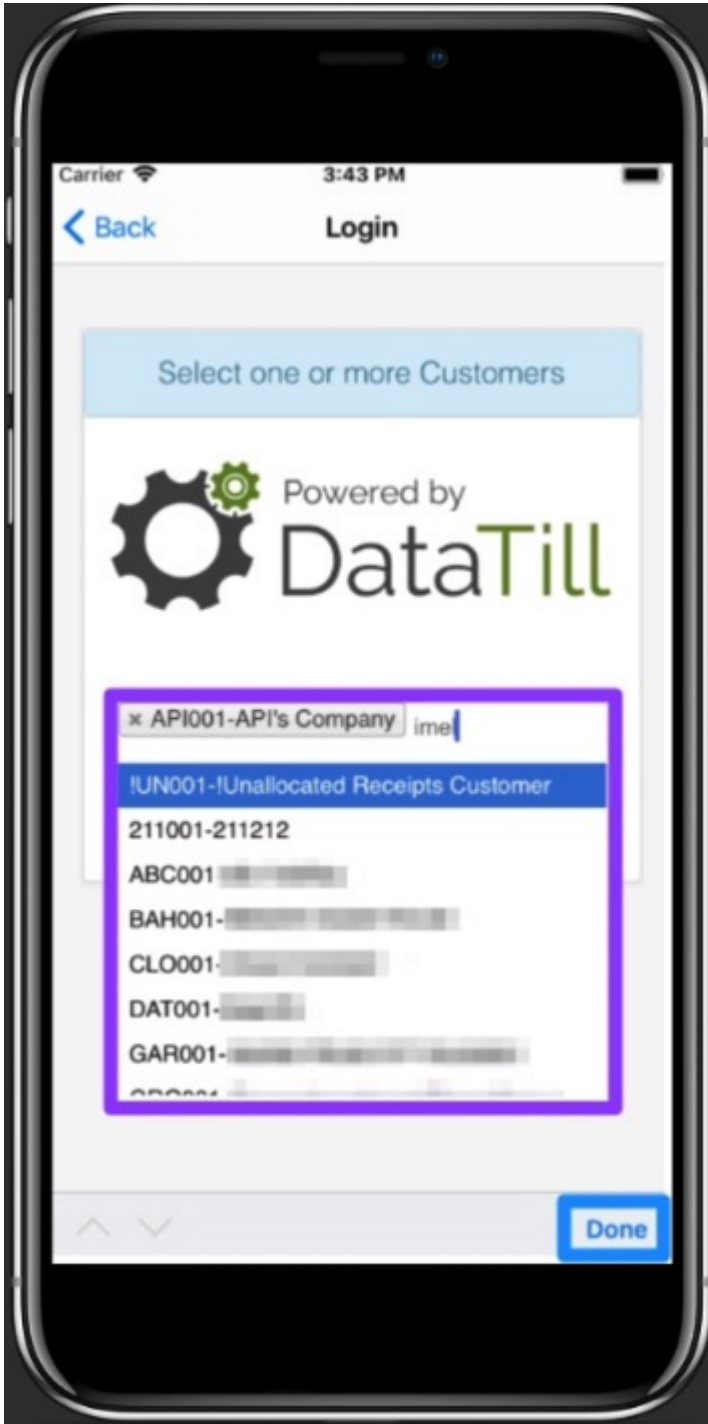 Carrier 3:43 PM
Back Login
Select one or more Customers
Powered by
DataTill
× API001-API's Company ime
!UN001-!Unallocated Receipts Customer
211001-211212
ABC001
BAH001-
CLO001-
DAT001-
GAR001-
Done